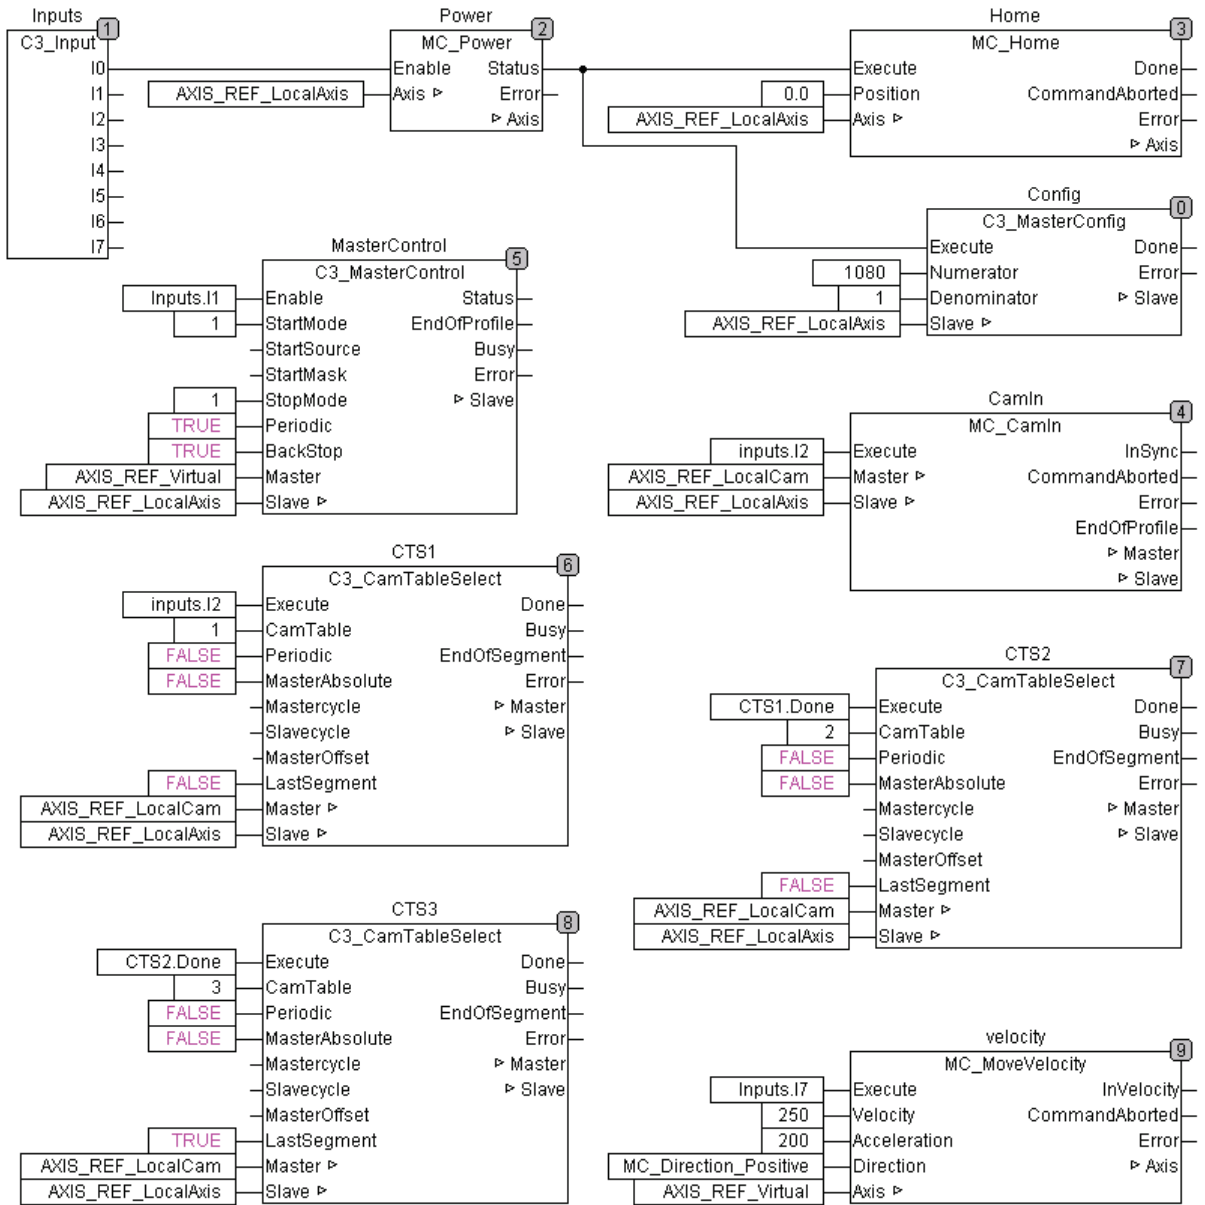 Inputs
1
C3_Input
I0
I1
I2
I3
I4
I5
I6
I7
Power
2
MC_Power
Enable Status
AXIS_REF_LocalAxis Axis Error
Axis
Home
3
MC_Home
Execute Done
0.0 Position CommandAborted
AXIS_REF_LocalAxis Axis Error
Axis
Config
0
C3_MasterConfig
Execute Done
1080 Numerator Error
1 Denominator Slave
AXIS_REF_LocalAxis Slave
MasterControl
5
C3_MasterControl
Inputs.I1 Enable Status
1 StartMode EndOfProfile
StartSource Busy
StartMask Error
1 StopMode Slave
TRUE Periodic
TRUE BackStop
AXIS_REF_Virtual Master
AXIS_REF_LocalAxis Slave
CamIn
4
MC_CamIn
inputs.I2 Execute InSync
AXIS_REF_LocalCam Master CommandAborted
AXIS_REF_LocalAxis Slave Error
EndOfProfile
Master
Slave
CTS1
6
C3_CamTableSelect
inputs.I2 Execute Done
1 CamTable Busy
FALSE Periodic EndOfSegment
FALSE MasterAbsolute Error
Mastercycle Master
Slavecycle Slave
MasterOffset
FALSE LastSegment
AXIS_REF_LocalCam Master
AXIS_REF_LocalAxis Slave
CTS2
7
C3_CamTableSelect
CTS1.Done Execute Done
2 CamTable Busy
FALSE Periodic EndOfSegment
FALSE MasterAbsolute Error
Mastercycle Master
Slavecycle Slave
MasterOffset
FALSE LastSegment
AXIS_REF_LocalCam Master
AXIS_REF_LocalAxis Slave
CTS3
8
C3_CamTableSelect
CTS2.Done Execute Done
3 CamTable Busy
FALSE Periodic EndOfSegment
FALSE MasterAbsolute Error
Mastercycle Master
Slavecycle Slave
MasterOffset
TRUE LastSegment
AXIS_REF_LocalCam Master
AXIS_REF_LocalAxis Slave
velocity
9
MC_MoveVelocity
Inputs.I7 Execute InVelocity
250 Velocity CommandAborted
200 Acceleration Error
MC_Direction_Positive Direction Axis
AXIS_REF_Virtual Axis